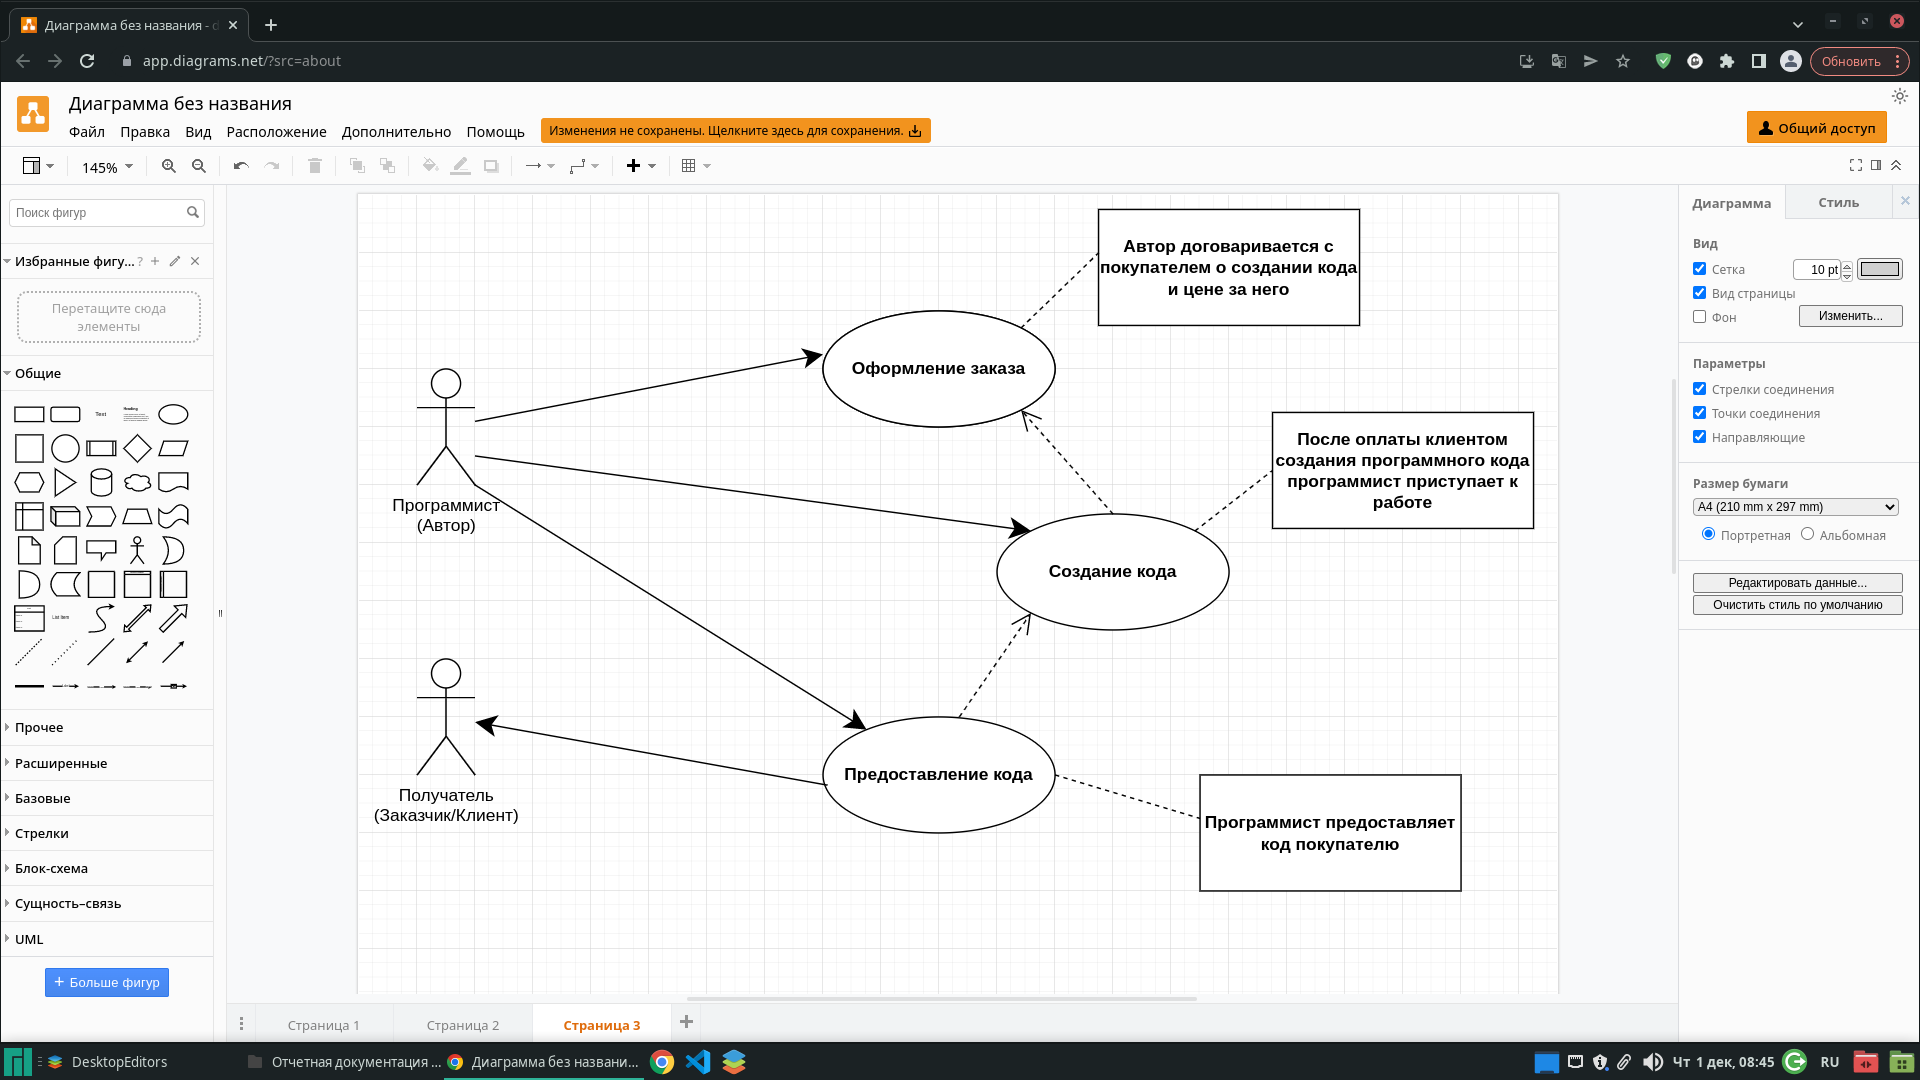 Диаграмма без названия - d
app.diagrams.net/?src=about
Обновить
Диаграмма без названия
Файл Правка Вид Расположение Дополнительно Помощь
Изменения не сохранены. Щелкните здесь для сохранения.
Общий доступ
145%
Поиск фигур
Избранные фигу... ?
Перетащите сюда
элементы
Общие
Text
Heading
List Item
Прочее
Расширенные
Базовые
Стрелки
Блок-схема
Сущность–связь
UML
+ Больше фигур
Автор договаривается с
покупателем о создании кода
и цене за него
Оформление заказа
После оплаты клиентом
создания программного кода
программист приступает к
работе
Программист
(Автор)
Создание кода
Предоставление кода
Получатель
(Заказчик/Клиент)
Программист предоставляет
код покупателю
Диаграмма Стиль
Вид
Сетка 10 pt
Вид страницы
Фон Изменить...
Параметры
Стрелки соединения
Точки соединения
Направляющие
Размер бумаги
A4 (210 mm x 297 mm)
Портретная Альбомная
Редактировать данные...
Очистить стиль по умолчанию
Страница 1 Страница 2 Страница 3
DesktopEditors
Отчетная документация ...
Диаграмма без названи...
Чт 1 дек, 08:45
RU